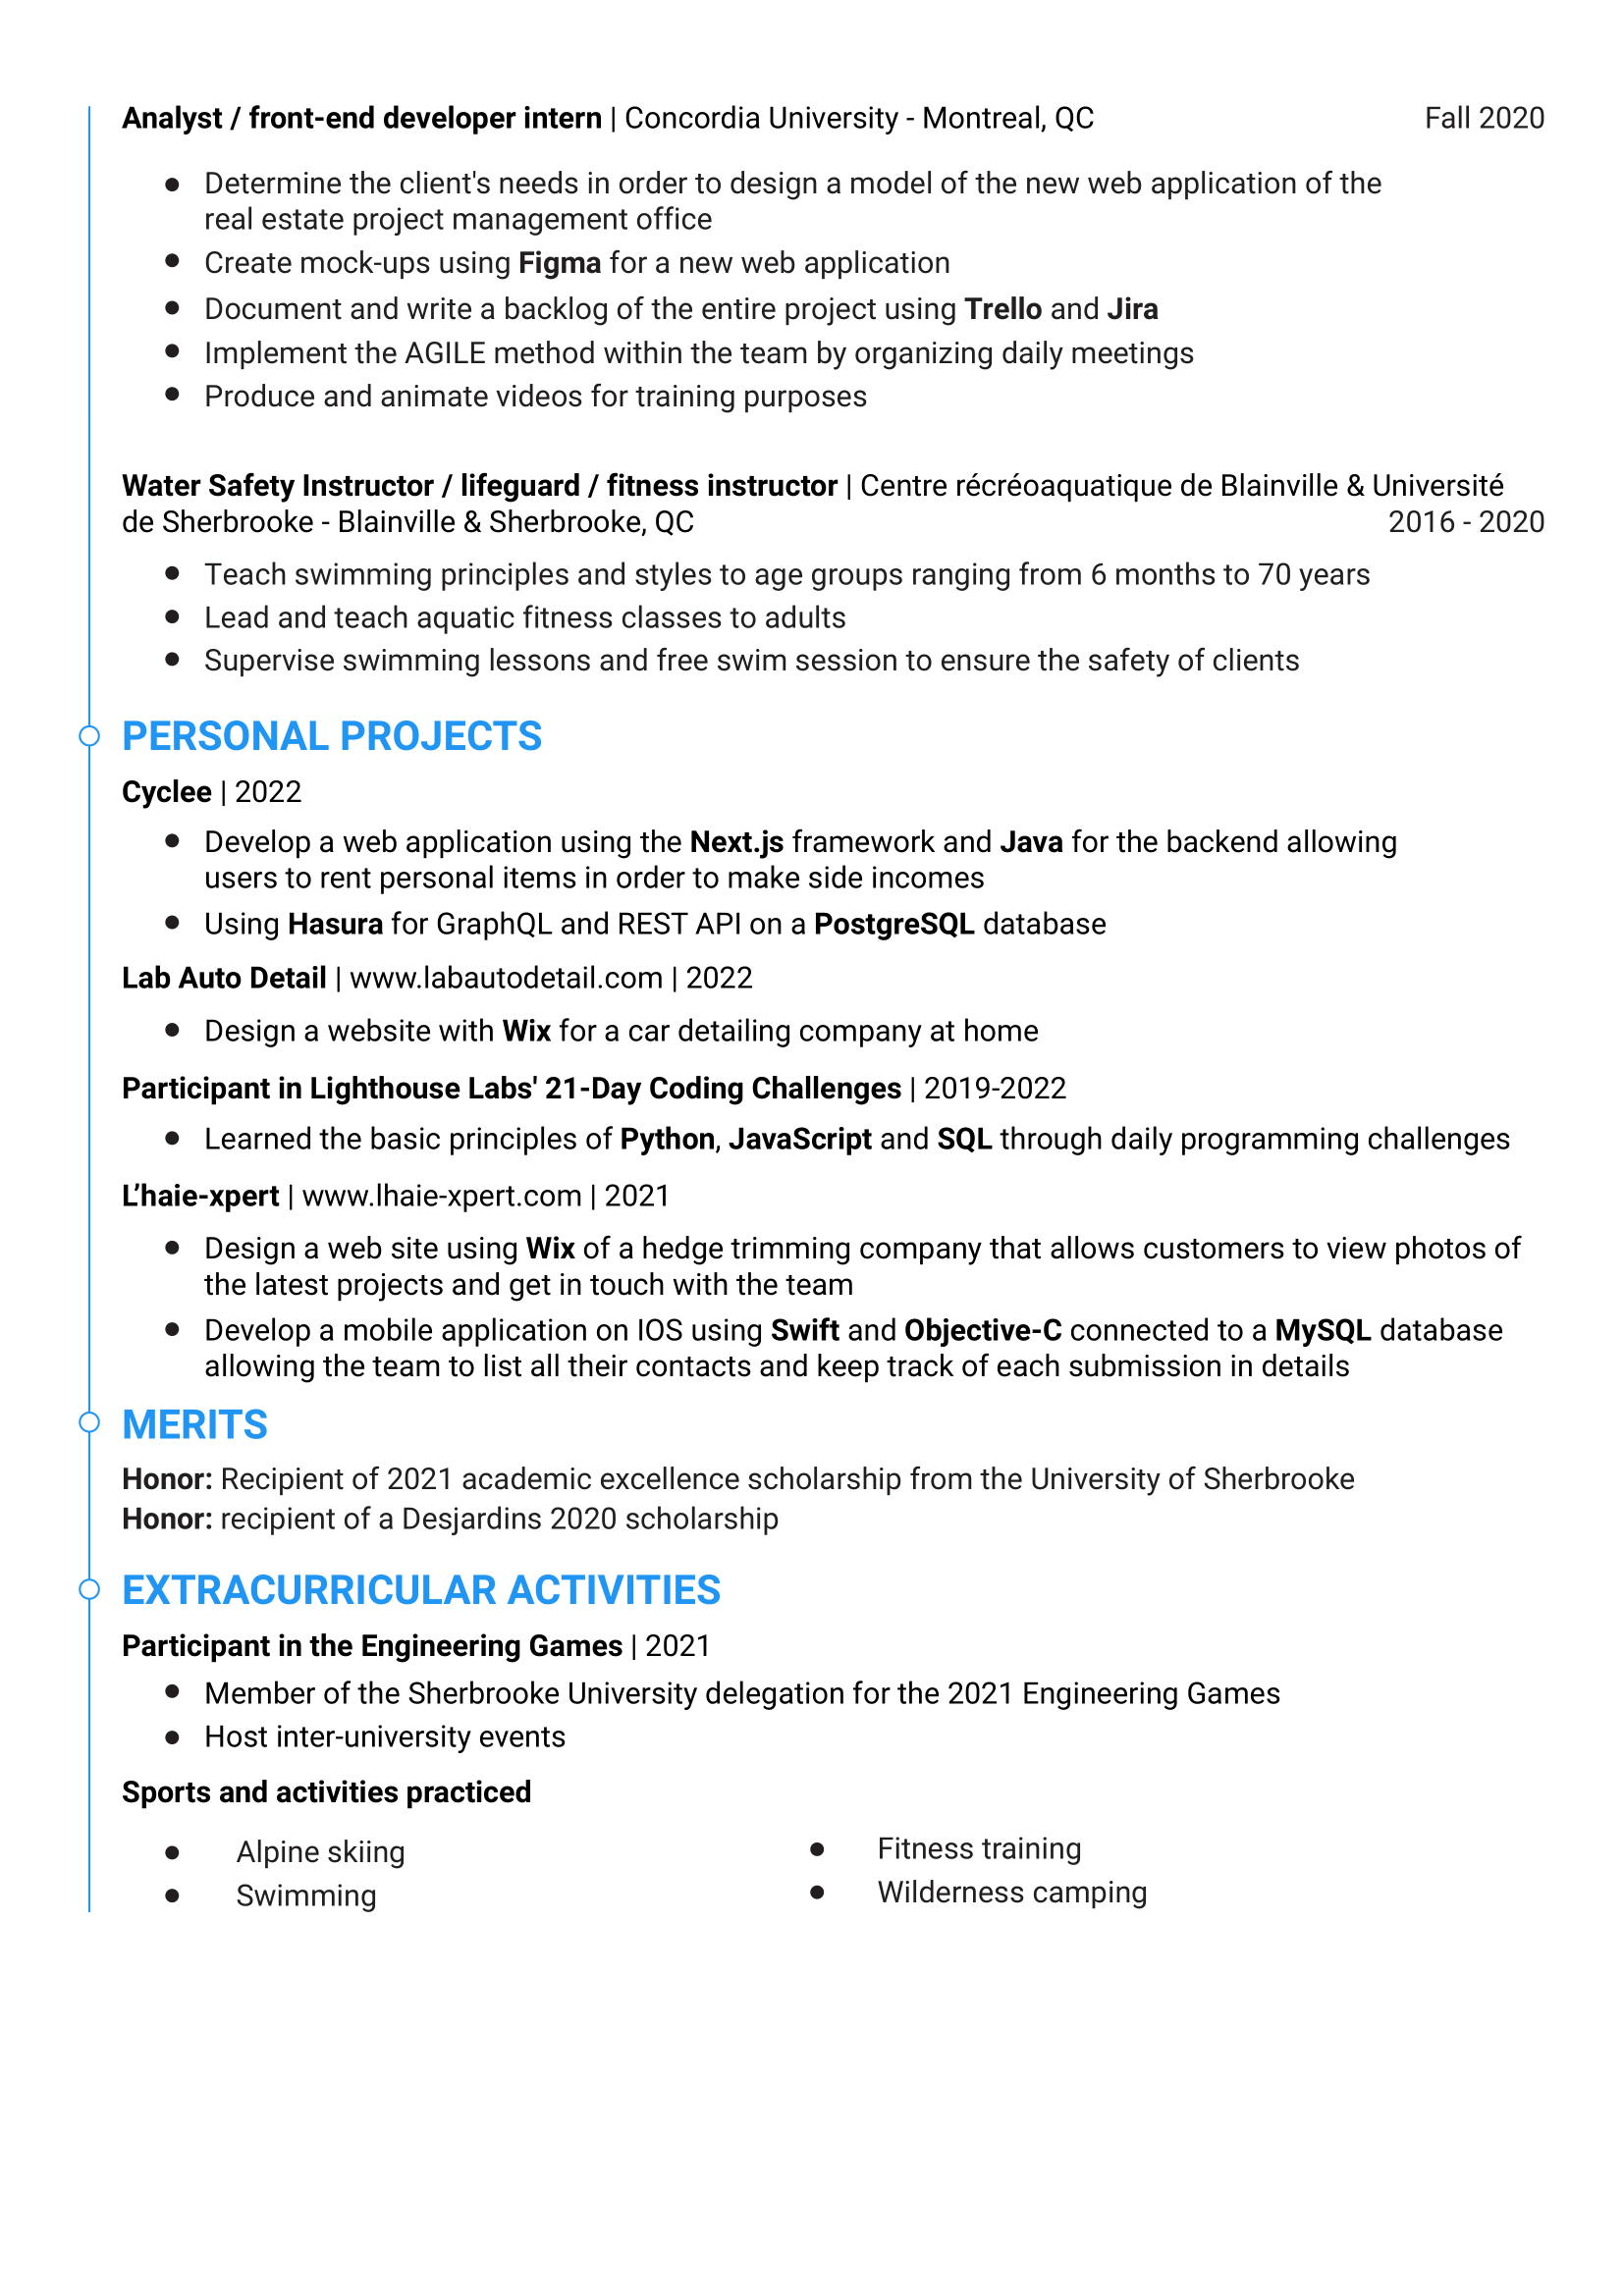 Analyst / front-end developer intern | Concordia University - Montreal, QC Fall 2020
● Determine the client's needs in order to design a model of the new web application of the
real estate project management office
● Create mock-ups using Figma for a new web application
● Document and write a backlog of the entire project using Trello and Jira
● Implement the AGILE method within the team by organizing daily meetings
● Produce and animate videos for training purposes
Water Safety Instructor / lifeguard / fitness instructor | Centre récréoaquatique de Blainville & Université
de Sherbrooke - Blainville & Sherbrooke, QC 2016 - 2020
● Teach swimming principles and styles to age groups ranging from 6 months to 70 years
● Lead and teach aquatic fitness classes to adults
● Supervise swimming lessons and free swim session to ensure the safety of clients
PERSONAL PROJECTS
Cyclee | 2022
● Develop a web application using the Next.js framework and Java for the backend allowing
users to rent personal items in order to make side incomes
● Using Hasura for GraphQL and REST API on a PostgreSQL database
Lab Auto Detail | www.labautodetail.com | 2022
● Design a website with Wix for a car detailing company at home
Participant in Lighthouse Labs' 21-Day Coding Challenges | 2019-2022
● Learned the basic principles of Python, JavaScript and SQL through daily programming challenges
L’haie-xpert | www.lhaie-xpert.com | 2021
● Design a web site using Wix of a hedge trimming company that allows customers to view photos of
the latest projects and get in touch with the team
● Develop a mobile application on IOS using Swift and Objective-C connected to a MySQL database
allowing the team to list all their contacts and keep track of each submission in details
MERITS
Honor: Recipient of 2021 academic excellence scholarship from the University of Sherbrooke
Honor: recipient of a Desjardins 2020 scholarship
EXTRACURRICULAR ACTIVITIES
Participant in the Engineering Games | 2021
● Member of the Sherbrooke University delegation for the 2021 Engineering Games
● Host inter-university events
Sports and activities practiced
● Alpine skiing
● Swimming
● Fitness training
● Wilderness camping